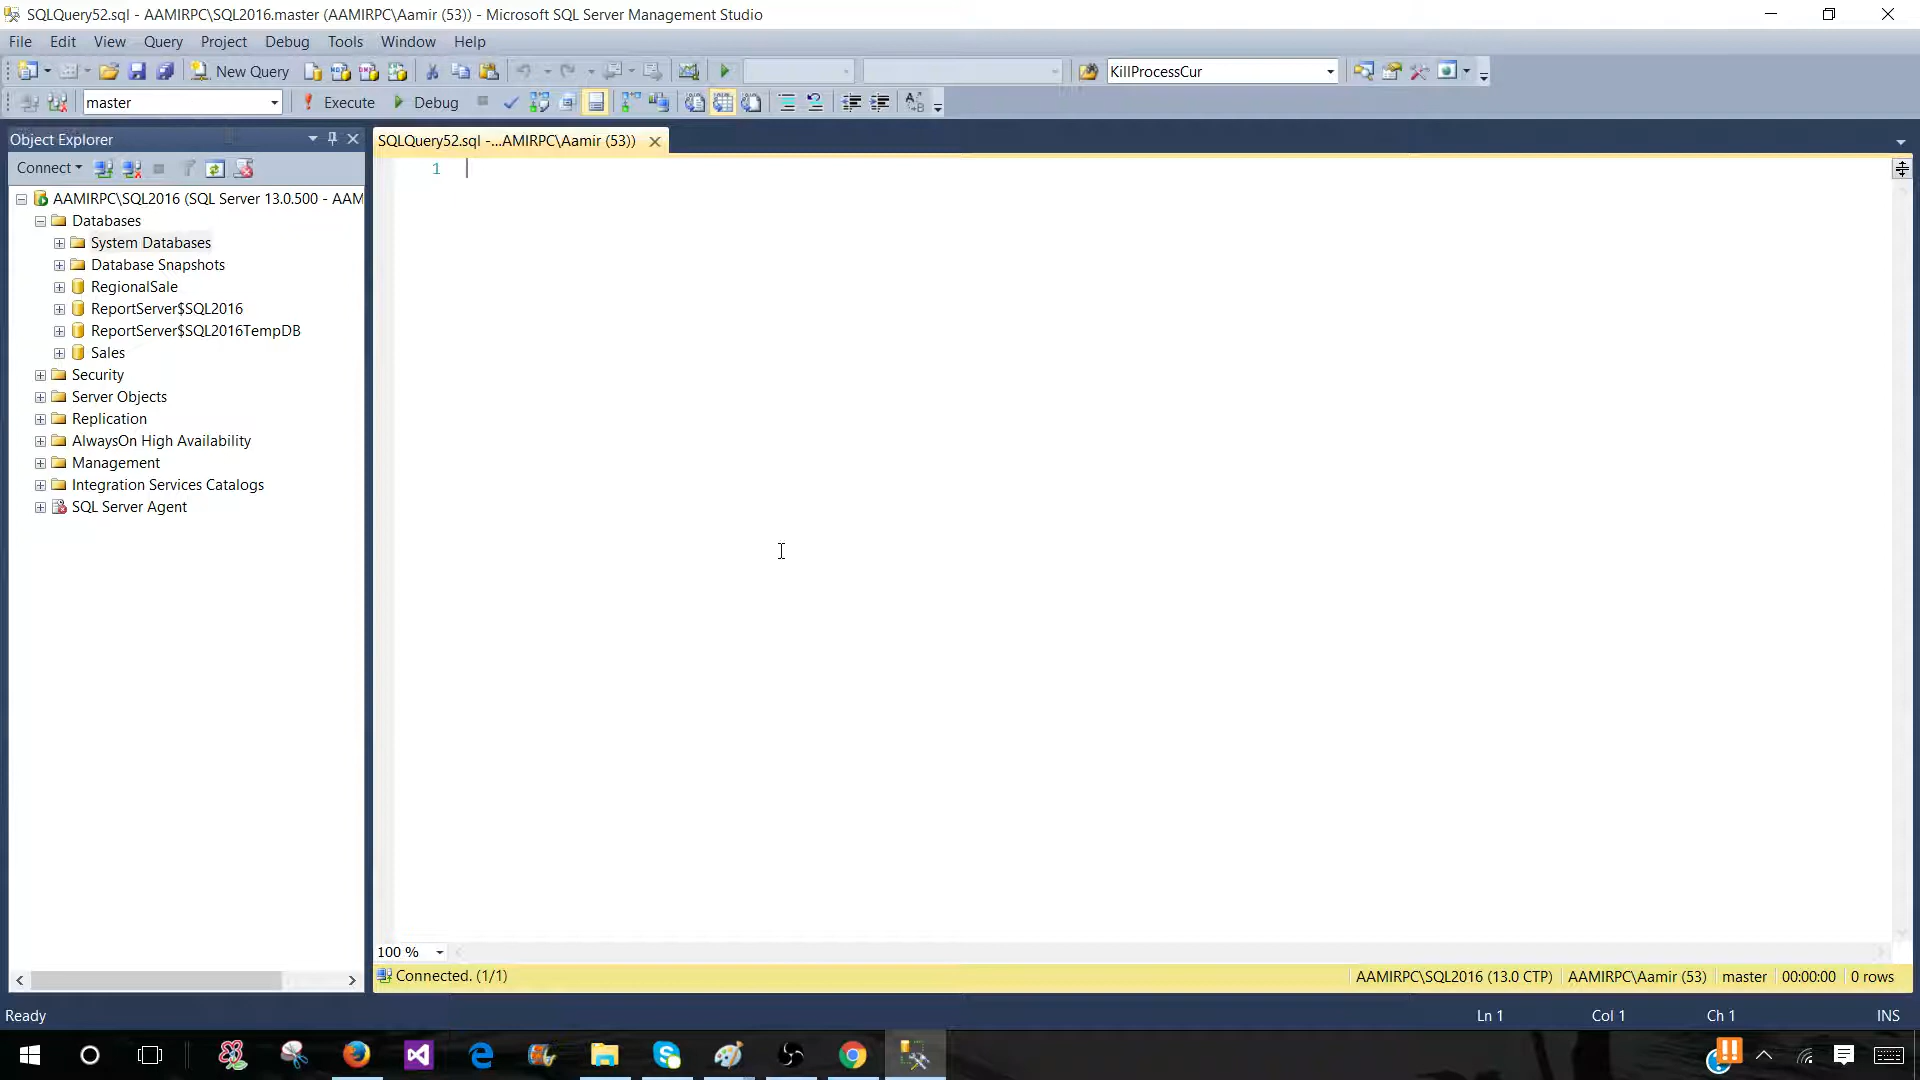 SQLQuery52.sql - AAMIRPC\SQL2016.master (AAMIRPC\Aamir (53)) - Microsoft SQL Server Management Studio
File Edit View Query Project Debug Tools Window Help
New Query KillProcessCur
master Execute Debug
Object Explorer
SQLQuery52.sql -...AMIRPC\Aamir (53))
Connect
1
AAMIRPC\SQL2016 (SQL Server 13.0.500 - AAM
Databases
System Databases
Database Snapshots
RegionalSale
ReportServer$SQL2016
ReportServer$SQL2016TempDB
Sales
Security
Server Objects
Replication
AlwaysOn High Availability
Management
Integration Services Catalogs
SQL Server Agent
100 %
Connected. (1/1) AAMIRPC\SQL2016 (13.0 CTP) AAMIRPC\Aamir (53) master 00:00:00 0 rows
Ready Ln 1 Col 1 Ch 1 INS